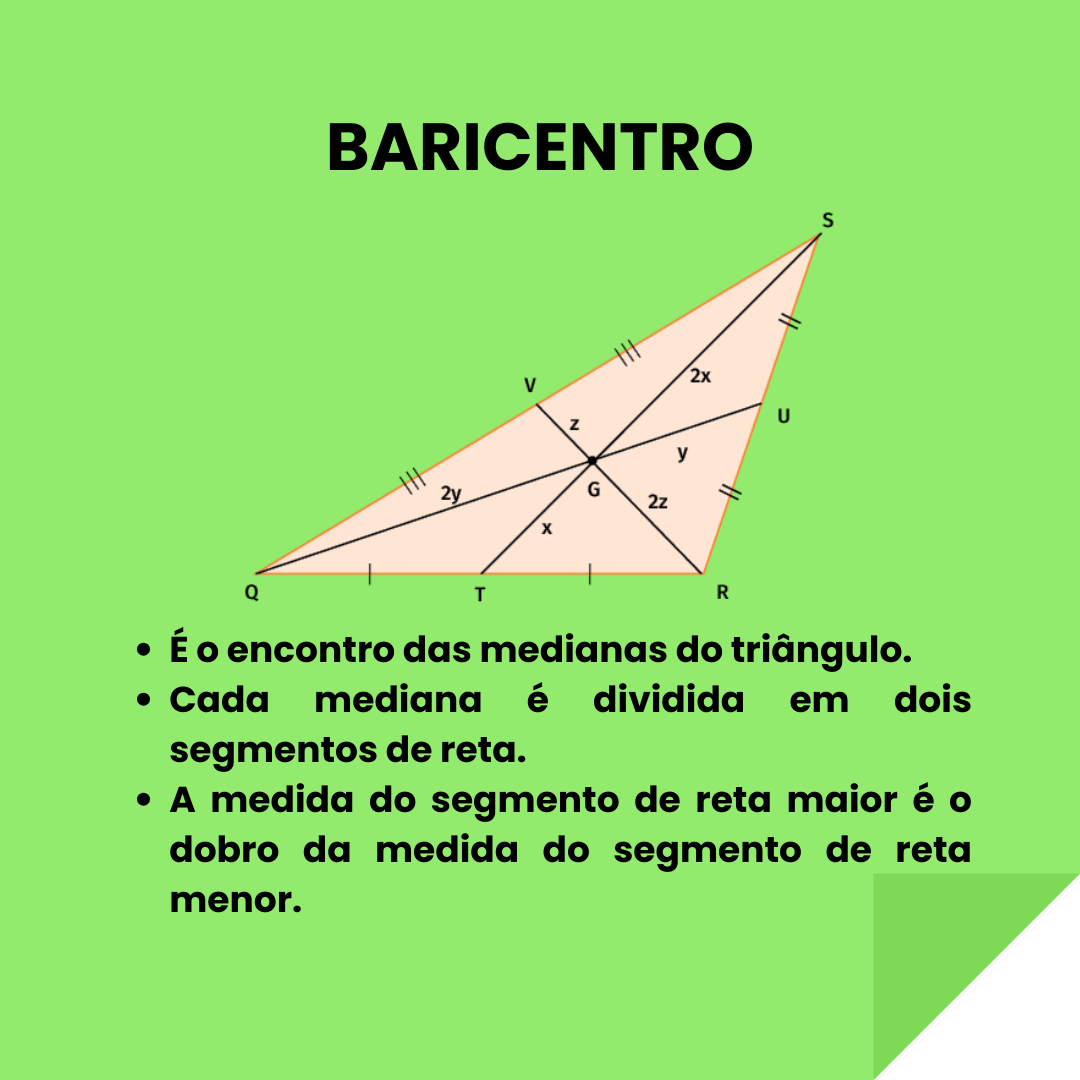 BARICENTRO
S
2x
V
U
z
y
2y
G
2z
x
Q
T
R
• É o encontro das medianas do triângulo.
• Cada mediana é dividida em dois
segmentos de reta.
• A medida do segmento de reta maior é o
dobro da medida do segmento de reta
menor.